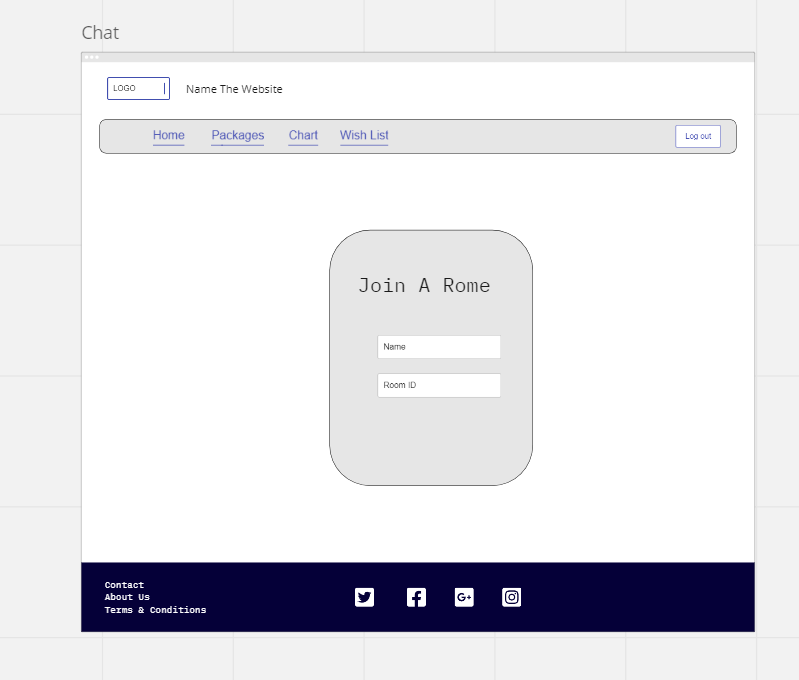 Chat
LOGO
Name The Website
Home Packages Chart Wish List Log out
Join A Rome
Name
Room ID
Contact
About Us
Terms & Conditions
G+